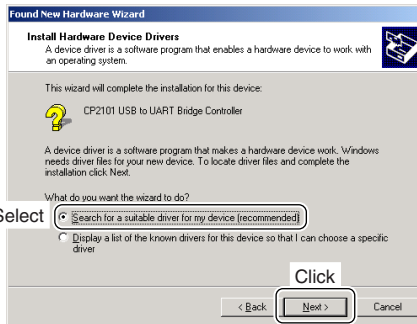 Found New Hardware Wizard
Install Hardware Device Drivers
A device driver is a software program that enables a hardware device to work with
an operating system.
This wizard will complete the installation for this device:
CP2101 USB to UART Bridge Controller
A device driver is a software program that makes a hardware device work. Windows
needs driver files for your new device. To locate driver files and complete the
installation click Next.
What do you want the wizard to do?
Select
Search for a suitable driver for my device (recommended)
Display a list of the known drivers for this device so that I can choose a specific
driver
Click
< Back
Next >
Cancel